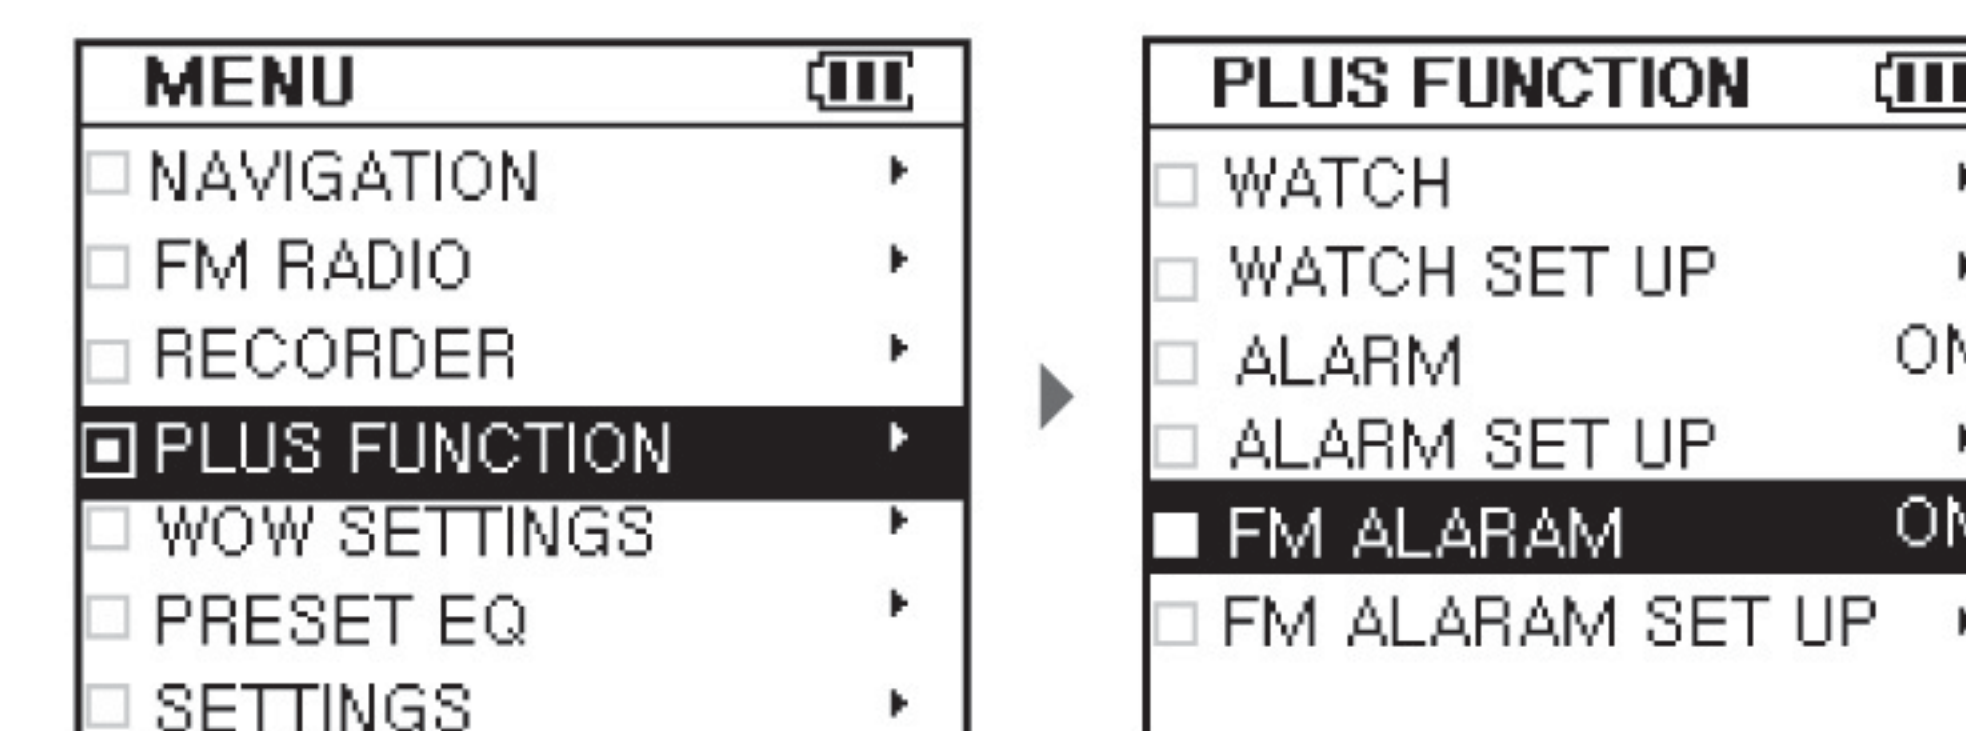 MENU
NAVIGATION
FM RADIO
RECORDER
PLUS FUNCTION
WOW SETTINGS
PRESET EQ
SETTINGS
PLUS FUNCTION
WATCH
WATCH SET UP
ALARM
ALARM SET UP
FM ALARAM
FM ALARAM SET UP